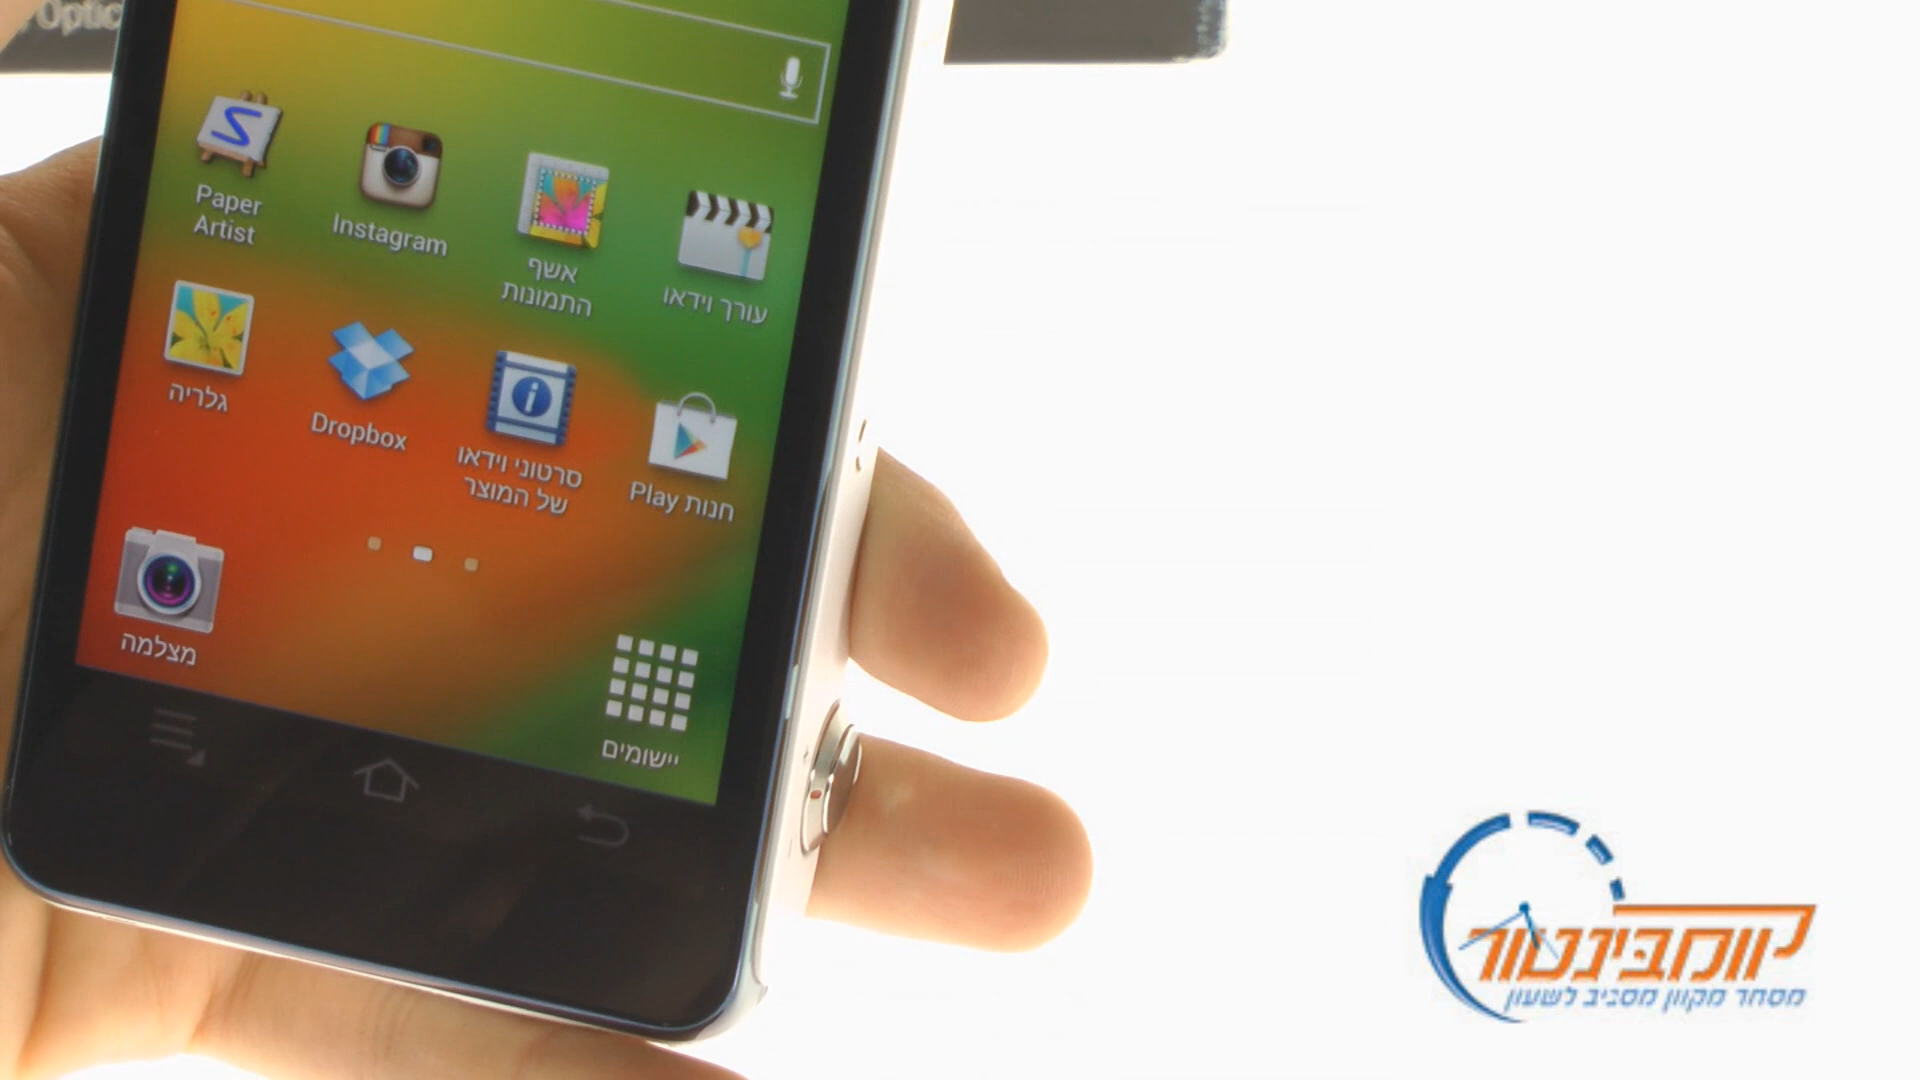 Optic
Paper
Artist
Instagram
אשף
התמונות
עורך וידאו
גלריה
Dropbox
סרטוני וידאו
של המוצר
חנות Play
מצלמה
יישומים
קומבינטור
מסחר מקוון מסביב לשעון